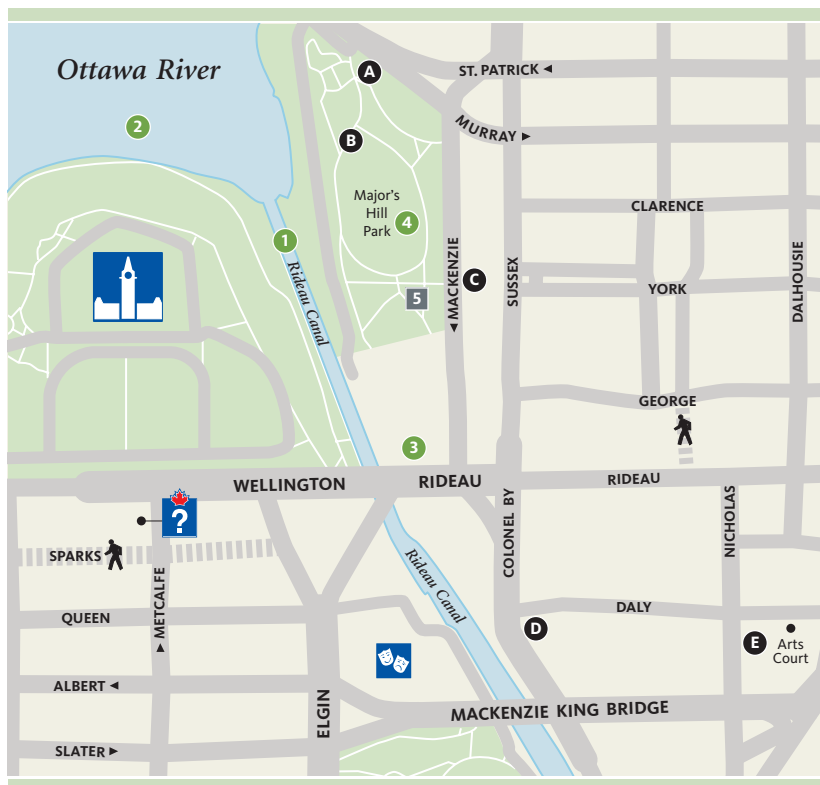 Ottawa River
A
ST. PATRICK
2
MURRAY
B
Major's
Hill
Park
4
CLARENCE
1
Rideau Canal
MACKENZIE
C
SUSSEX
YORK
DALHOUSIE
5
GEORGE
3
WELLINGTON
RIDEAU
RIDEAU
?
COLONEL BY
NICHOLAS
SPARKS
METCALFE
Rideau Canal
QUEEN
DALY
D
E
Arts
Court
ALBERT
ELGIN
MACKENZIE KING BRIDGE
SLATER